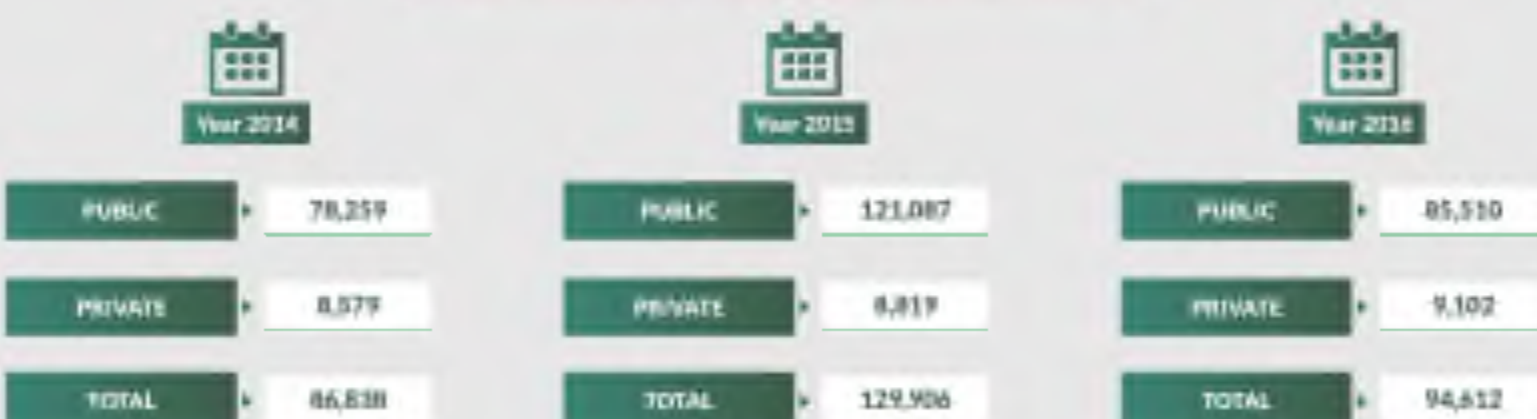 Year 2014
PUBLIC 78,259
PRIVATE 8,579
TOTAL 86,838
Year 2015
PUBLIC 121,087
PRIVATE 8,819
TOTAL 129,906
Year 2016
PUBLIC 85,510
PRIVATE 9,102
TOTAL 94,612